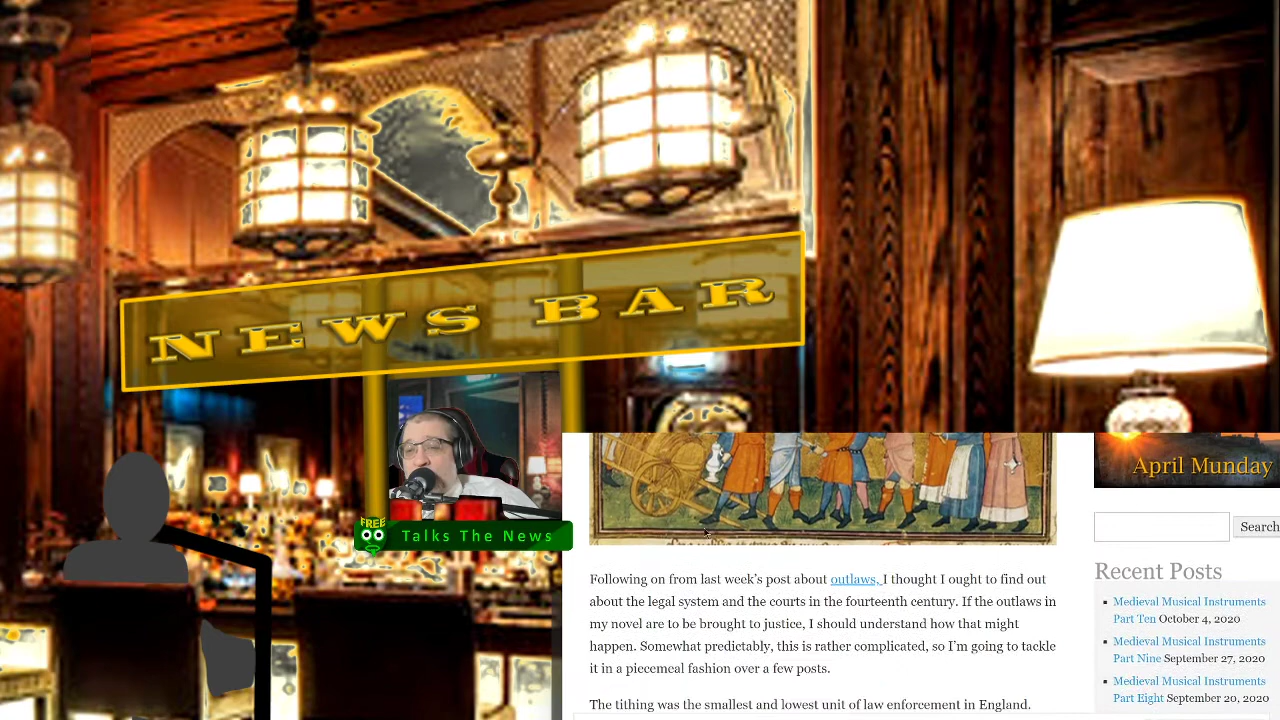 NEWS BAR
FREE
Talks The News
April Munday
Search
Recent Posts
Medieval Musical Instruments
Part Ten October 4, 2020
Medieval Musical Instruments
Part Nine September 27, 2020
Medieval Musical Instruments
Part Eight September 20, 2020
Following on from last week’s post about outlaws, I thought I ought to find out
about the legal system and the courts in the fourteenth century. If the outlaws in
my novel are to be brought to justice, I should understand how that might
happen. Somewhat predictably, this is rather complicated, so I’m going to tackle
it in a piecemeal fashion over a few posts.
The tithing was the smallest and lowest unit of law enforcement in England.